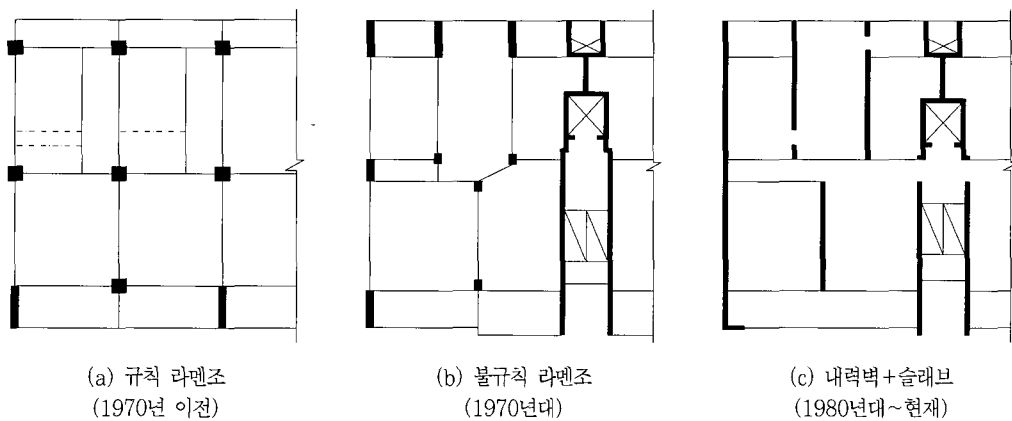 (a) 규칙 라멘조
(1970년 이전)
(b) 불규칙 라멘조
(1970년대)
(c) 내력벽+슬래브
(1980년대~현재)